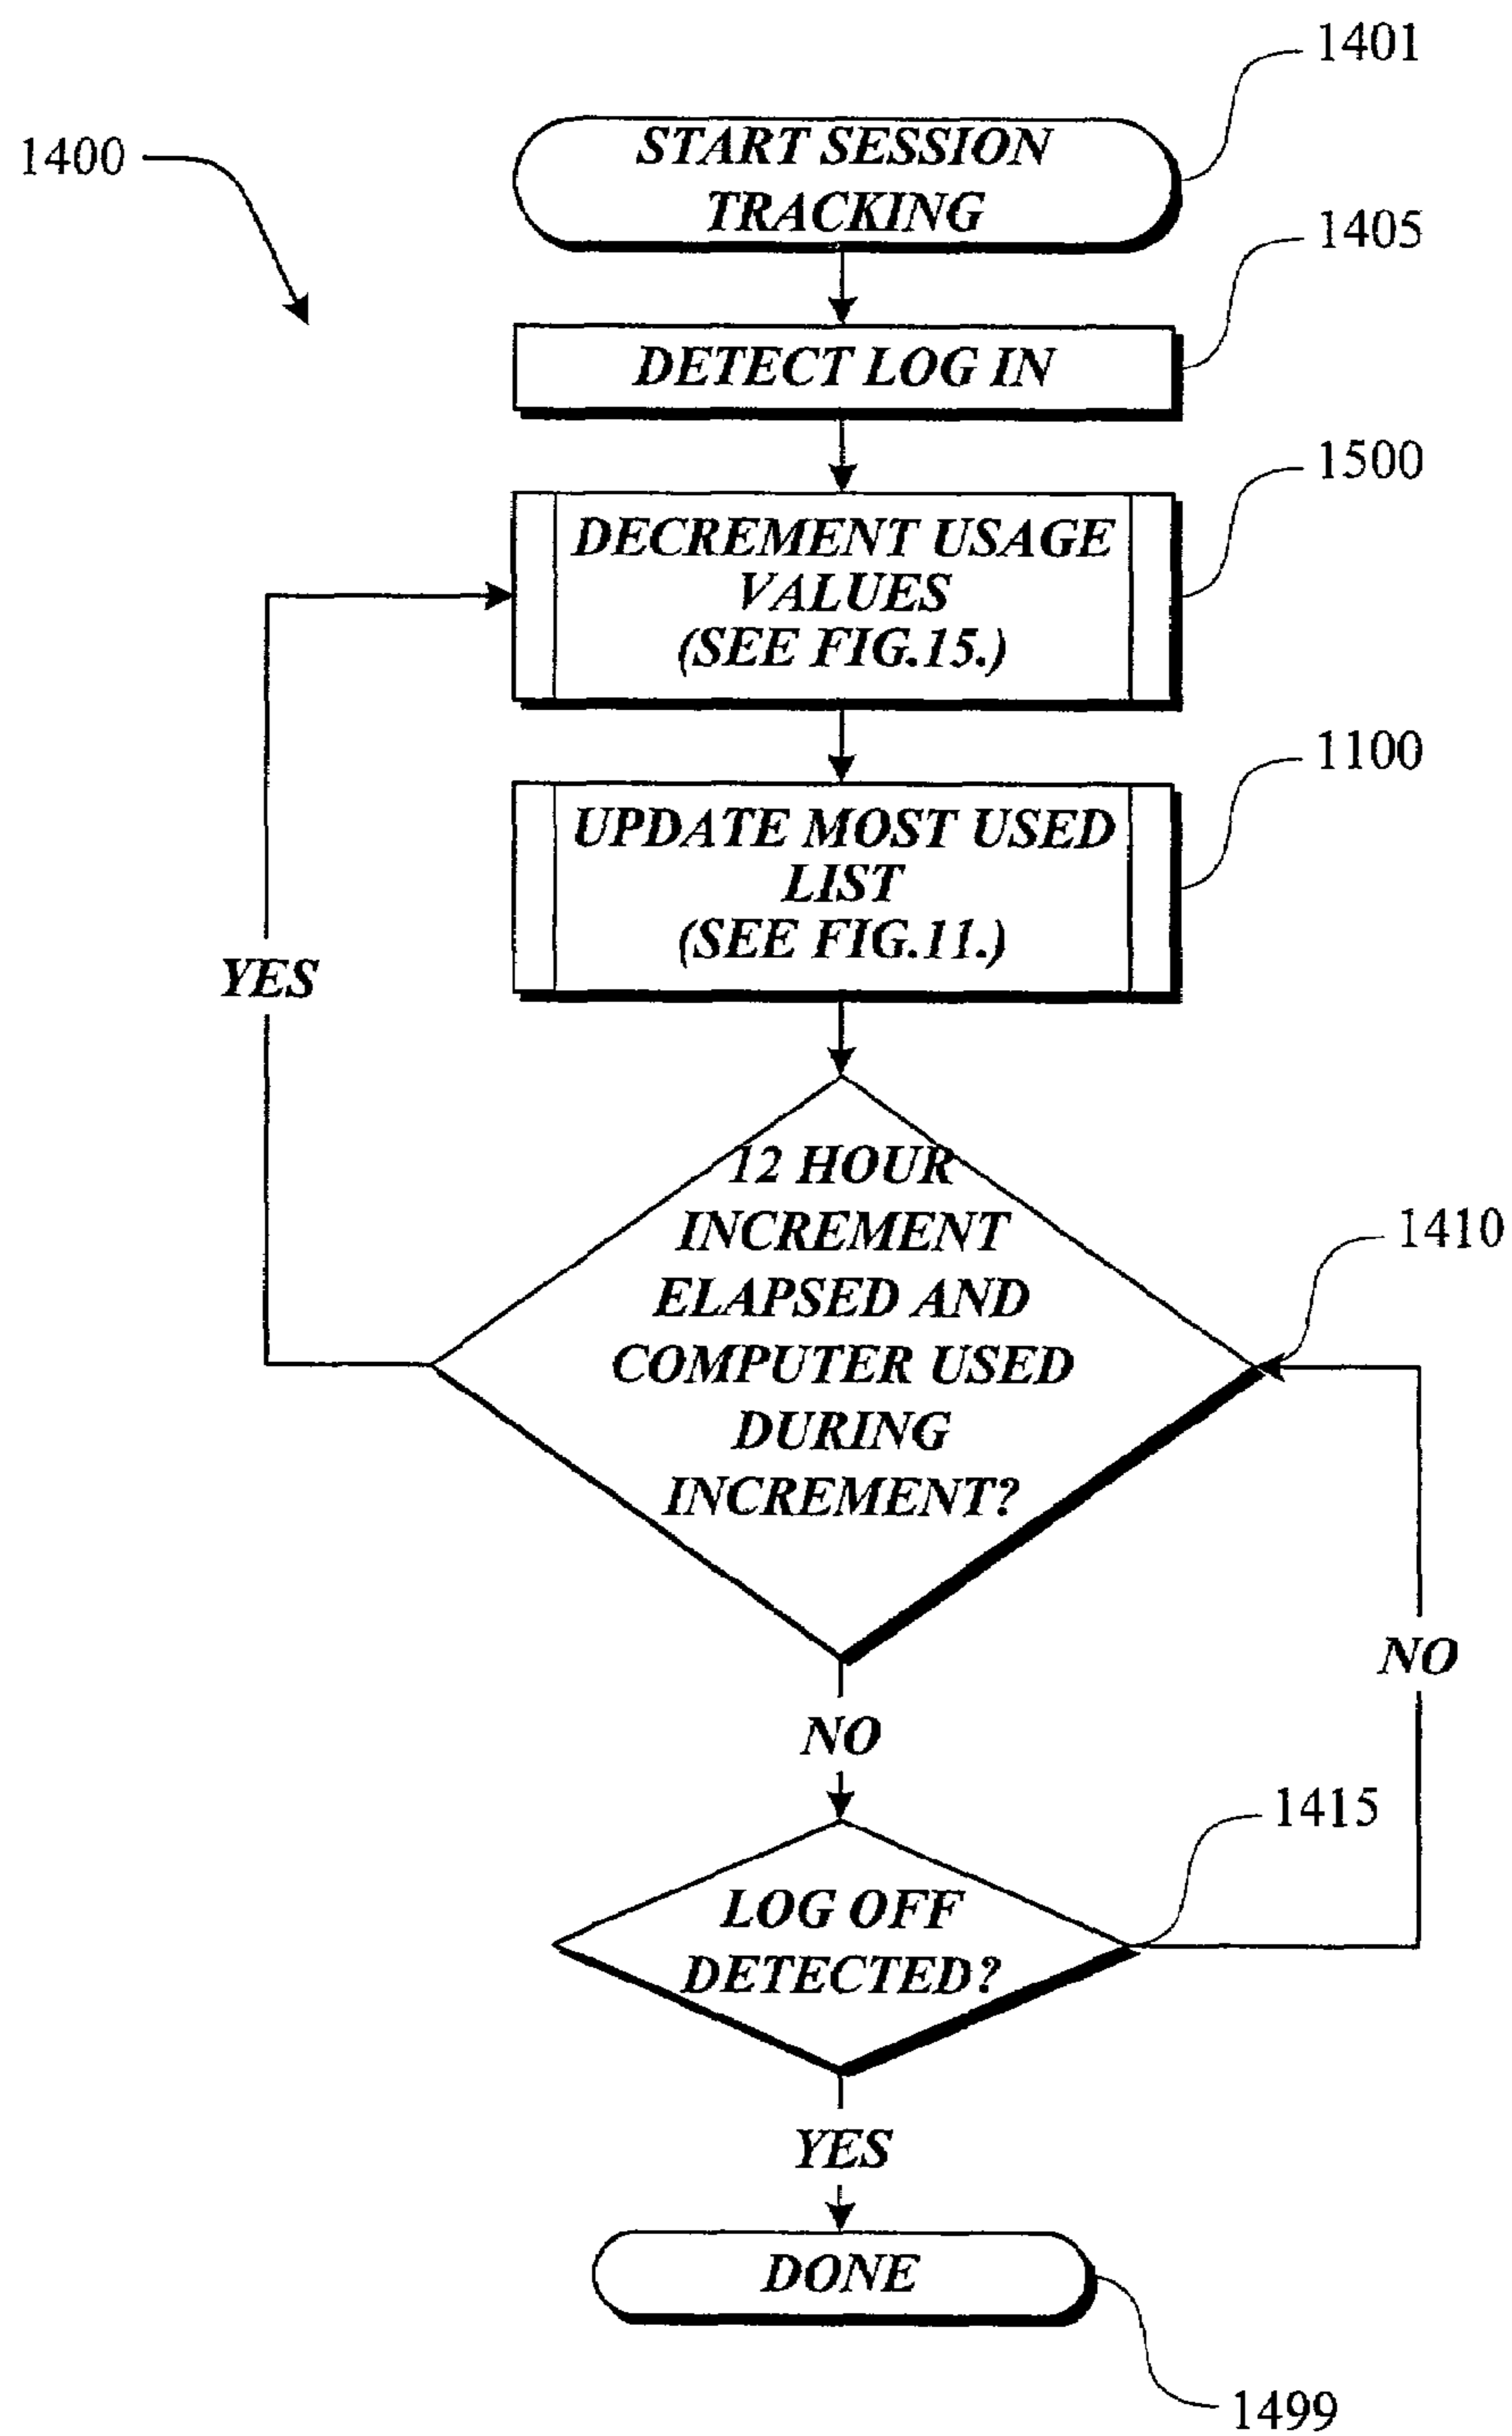 1401
1400
START SESSION
TRACKING
1405
DETECT LOG IN
1500
DECREMENT USAGE
VALUES
(SEE FIG.15.)
1100
UPDATE MOST USED
LIST
(SEE FIG.11.)
YES
12 HOUR
INCREMENT
ELAPSED AND
COMPUTER USED
DURING
INCREMENT?
1410
NO
NO
1415
LOG OFF
DETECTED?
YES
DONE
1499